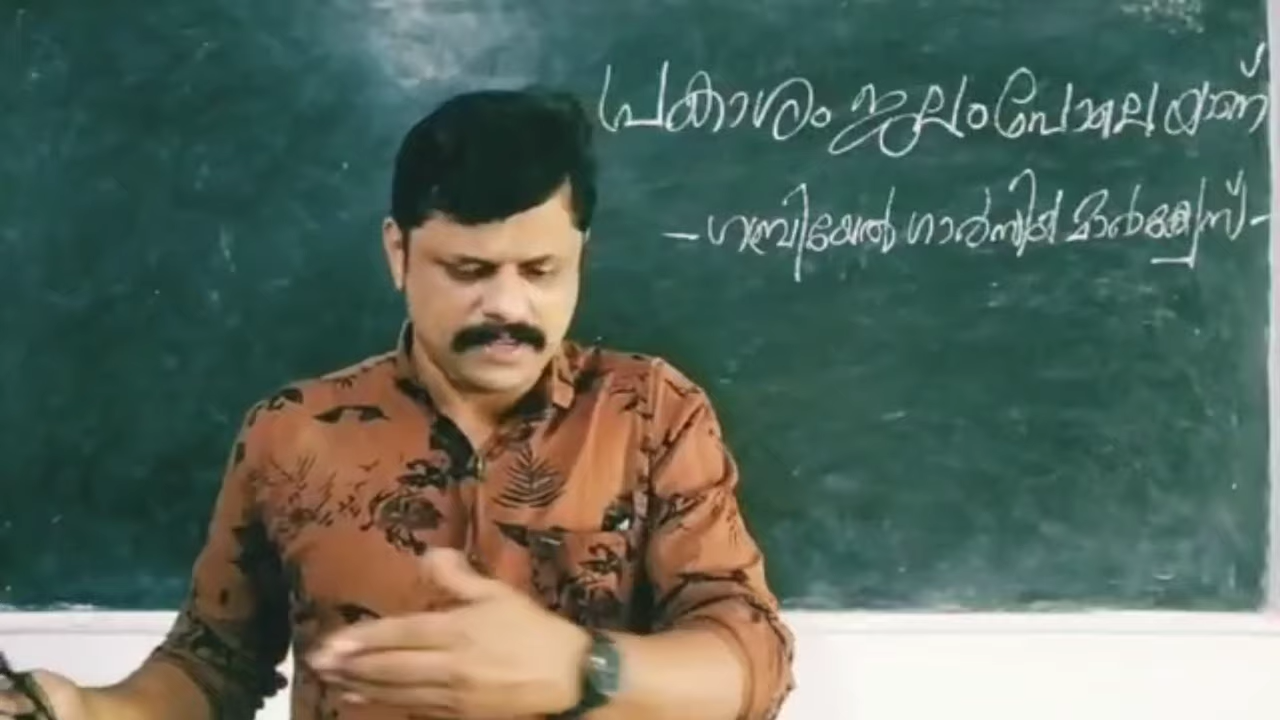 പ്രകാശം ജലംപോലെയാണ്
- ഗബ്രിയേൽ ഗാർസിയ മാർക്കേസ് -